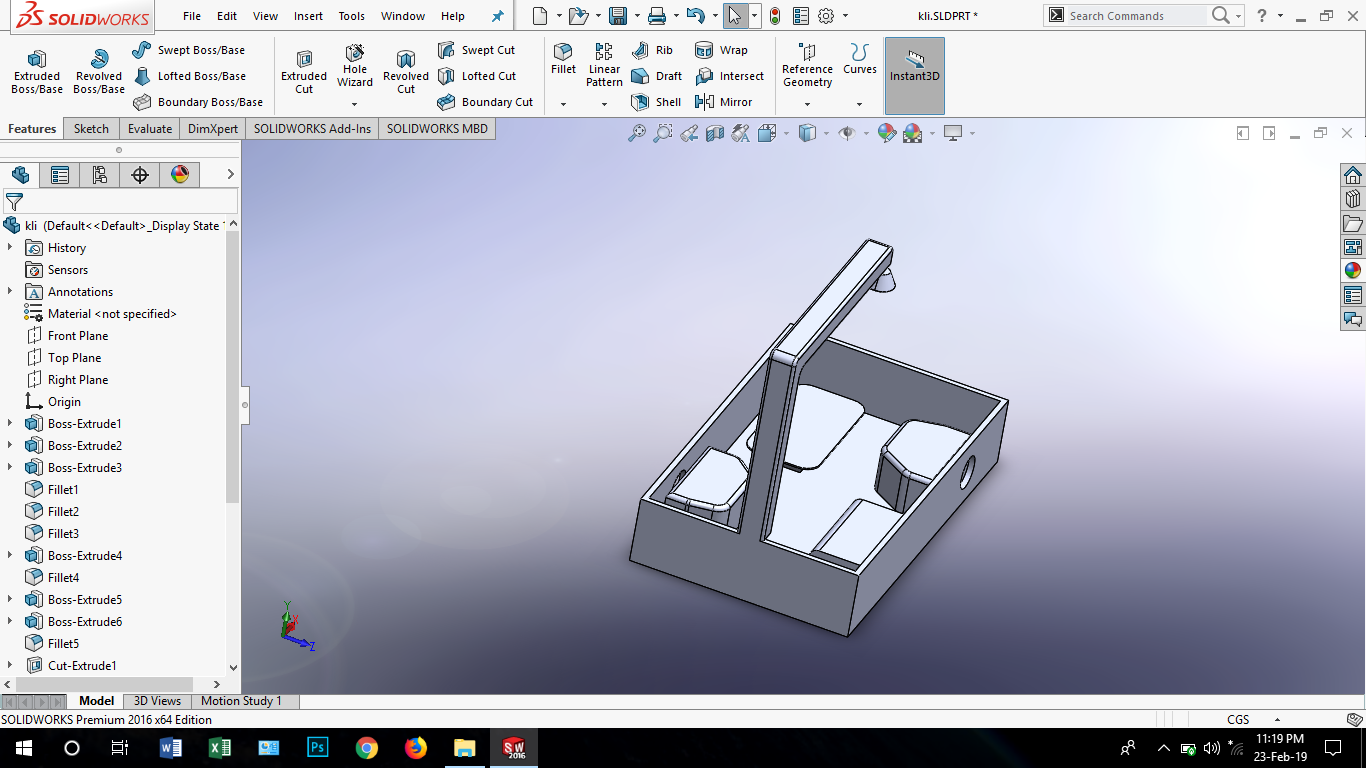 SOLIDWORKS
File Edit View Insert Tools Window Help
kli.SLDPRT *
Search Commands
?
Extruded Boss/Base
Revolved Boss/Base
Swept Boss/Base
Lofted Boss/Base
Boundary Boss/Base
Extruded Cut
Hole Wizard
Revolved Cut
Swept Cut
Lofted Cut
Boundary Cut
Fillet
Linear Pattern
Rib
Draft
Shell
Wrap
Intersect
Mirror
Reference Geometry
Curves
Instant3D
Features Sketch Evaluate DimXpert SOLIDWORKS Add-Ins SOLIDWORKS MBD
kli (Default<<Default>_Display State
History
Sensors
A Annotations
Material <not specified>
Front Plane
Top Plane
Right Plane
Origin
Boss-Extrude1
Boss-Extrude2
Boss-Extrude3
Fillet1
Fillet2
Fillet3
Boss-Extrude4
Fillet4
Boss-Extrude5
Boss-Extrude6
Fillet5
Cut-Extrude1
Y
X
Z
Model 3D Views Motion Study 1
SOLIDWORKS Premium 2016 x64 Edition
CGS
Ps
SW 2016
11:19 PM
23-Feb-19